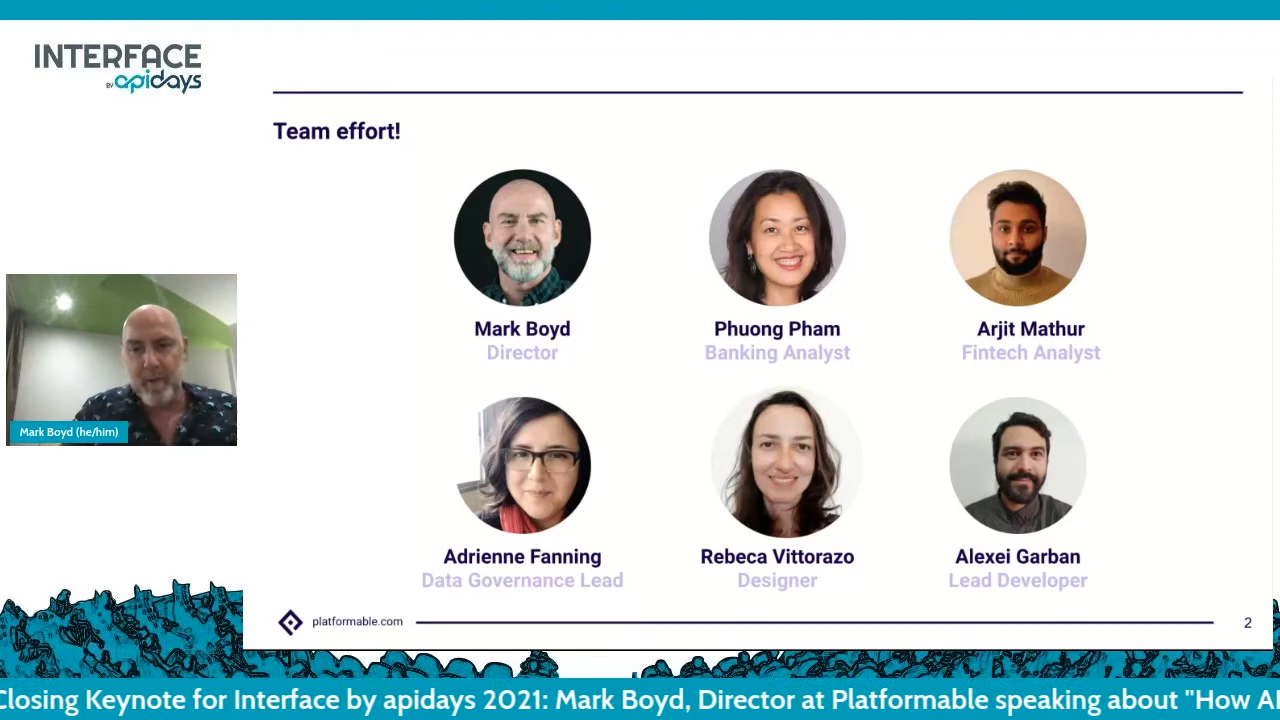 INTERFACE
BY apidays
Team effort!
Mark Boyd
Director
Phuong Pham
Banking Analyst
Arjit Mathur
Fintech Analyst
Mark Boyd (he/him)
Adrienne Fanning
Data Governance Lead
Rebeca Vittorazo
Designer
Alexei Garban
Lead Developer
platformable.com
2
Closing Keynote for Interface by apidays 2021: Mark Boyd, Director at Platformable speaking about "How